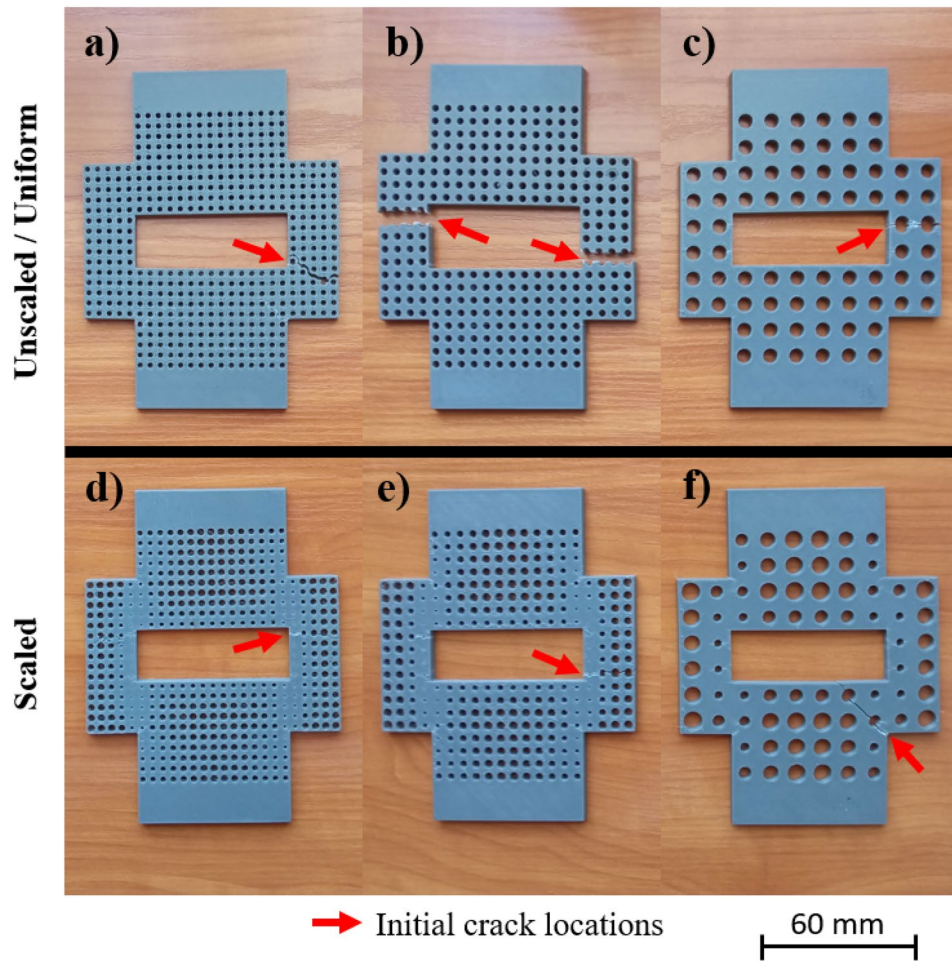 Unscaled / Uniform
a)
b)
c)
Scaled
d)
e)
f)
Initial crack locations
60 mm